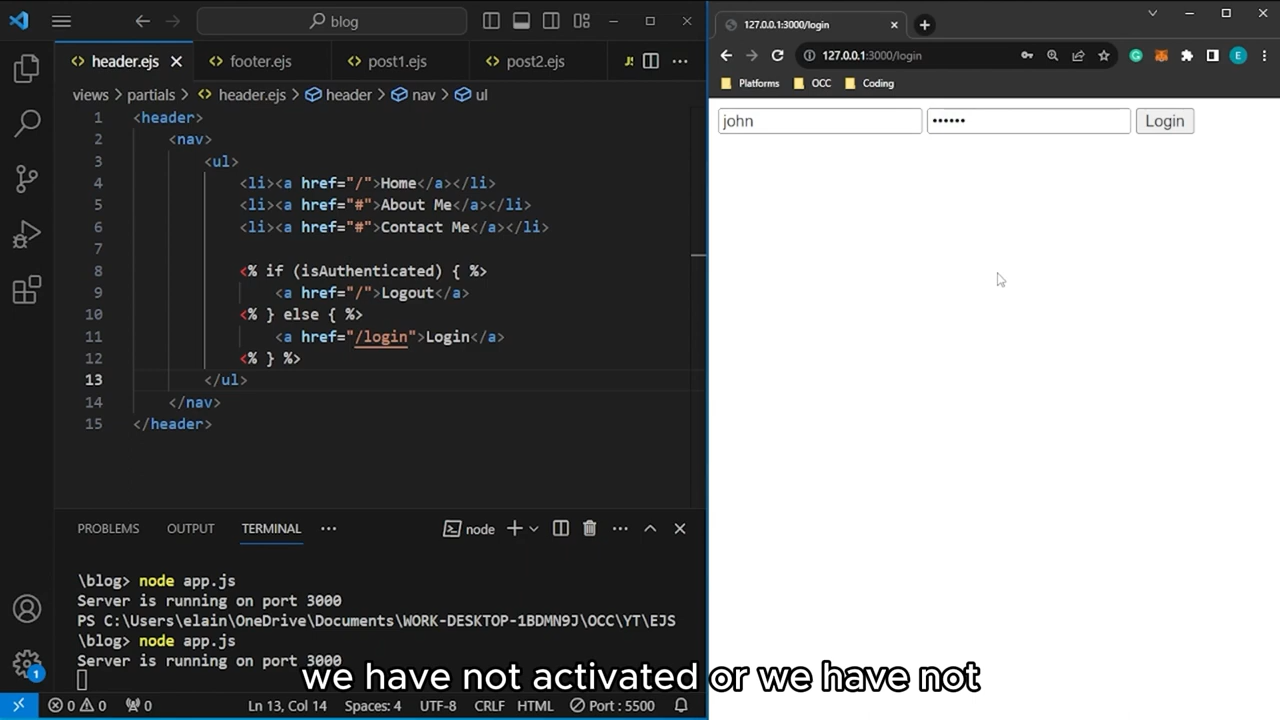 blog
header.ejs
footer.ejs
post1.ejs
post2.ejs
views > partials > <> header.ejs > header > nav > ul
1 <header>
2 <nav>
3 <ul>
4 <li><a href="/">Home</a></li>
5 <li><a href="#">About Me</a></li>
6 <li><a href="#">Contact Me</a></li>
7
8 <% if (isAuthenticated) { %>
9 <a href="/">Logout</a>
10 <% } else { %>
11 <a href="/login">Login</a>
12 <% } %>
13 </ul>
14 </nav>
15 </header>
PROBLEMS OUTPUT TERMINAL ... node
\blog> node app.js
Server is running on port 3000
PS C:\Users\elain\OneDrive\Documents\WORK-DESKTOP-1BDMN9J\OCC\YT\EJS
\blog> node app.js
Server is running on port 3000
1
0 0 0 Ln 13, Col 14 Spaces: 4 UTF-8 CRLF HTML Port : 5500
127.0.0.1:3000/login
127.0.0.1:3000/login
E
Platforms OCC Coding
john •••••• Login
we have not activated or we have not